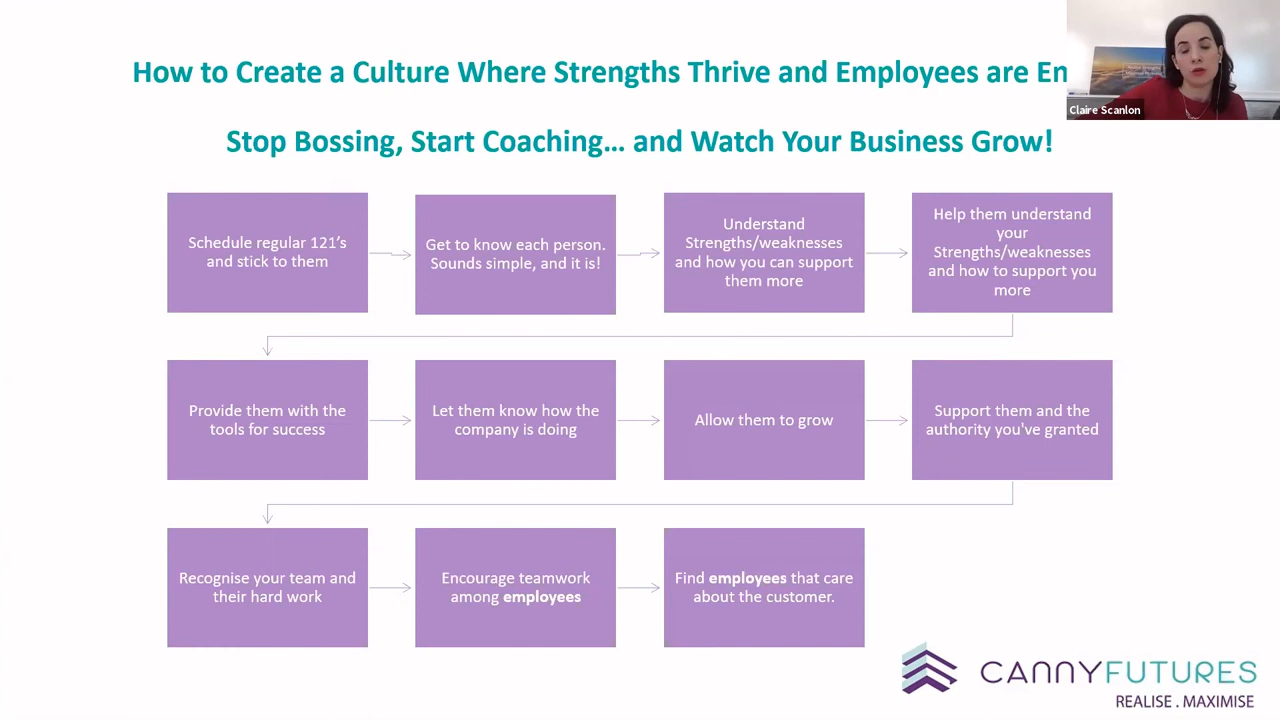 How to Create a Culture Where Strengths Thrive and Employees are En
Claire Scanlon
Stop Bossing, Start Coaching… and Watch Your Business Grow!
Schedule regular 121’s
and stick to them
Get to know each person.
Sounds simple, and it is!
Understand
Strengths/weaknesses
and how you can support
them more
Help them understand
your
Strengths/weaknesses
and how to support you
more
Provide them with the
tools for success
Let them know how the
company is doing
Allow them to grow
Support them and the
authority you've granted
Recognise your team and
their hard work
Encourage teamwork
among employees
Find employees that care
about the customer.
CANNYFUTURES
REALISE . MAXIMISE